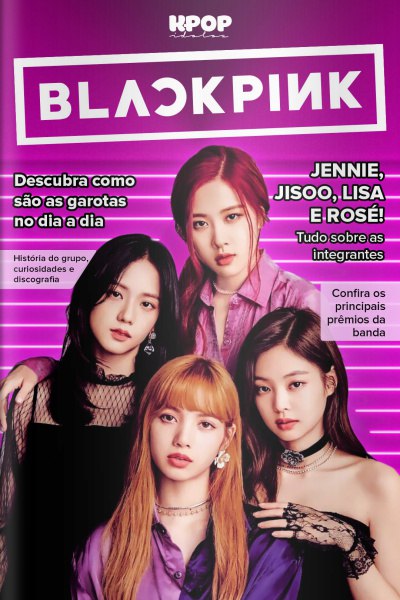 KPOP
idolos
BLACKPINK
Descubra como
são as garotas
no dia a dia
História do grupo,
curiosidades e
discografia
JENNIE,
JISOO, LISA
E ROSÉ!
Tudo sobre as
integrantes
Confira os
principais
prêmios da
banda